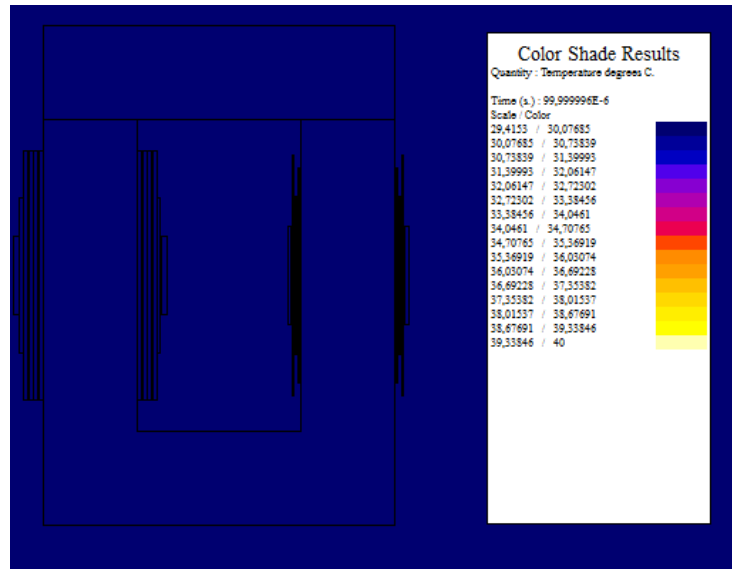 Color Shade Results
Quantity : Temperature degrees C.
Time (s.) : 99,999996E-6
Scale / Color
29,4153 / 30,07685
30,07685 / 30,73839
30,73839 / 31,39993
31,39993 / 32,06147
32,06147 / 32,72302
32,72302 / 33,38456
33,38456 / 34,0461
34,0461 / 34,70765
34,70765 / 35,36919
35,36919 / 36,03074
36,03074 / 36,69228
36,69228 / 37,35382
37,35382 / 38,01537
38,01537 / 38,67691
38,67691 / 39,33846
39,33846 / 40